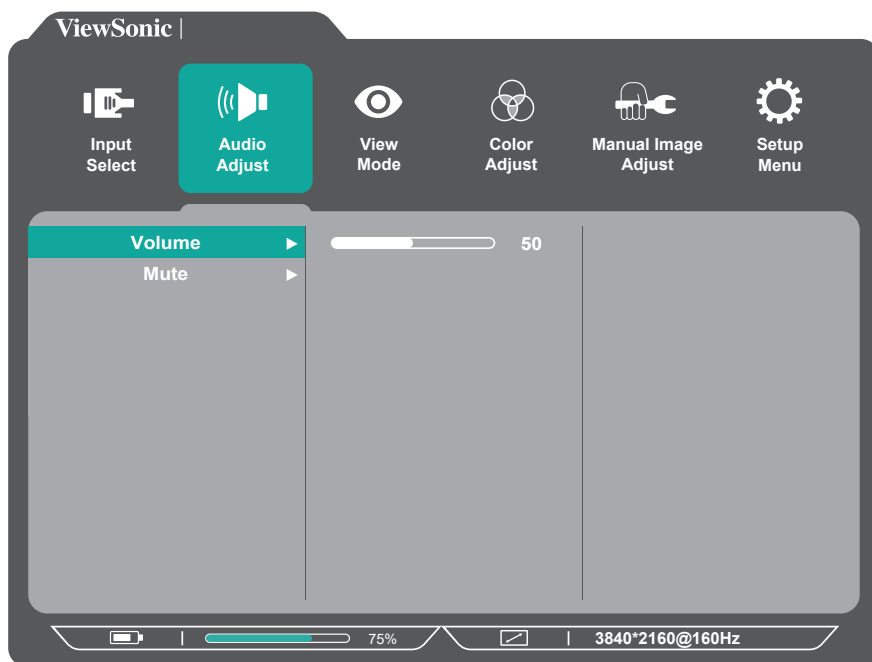 ViewSonic
Input
Select
Audio
Adjust
View
Mode
Color
Adjust
Manual Image
Adjust
Setup
Menu
Volume
50
Mute
75%
3840*2160@160Hz